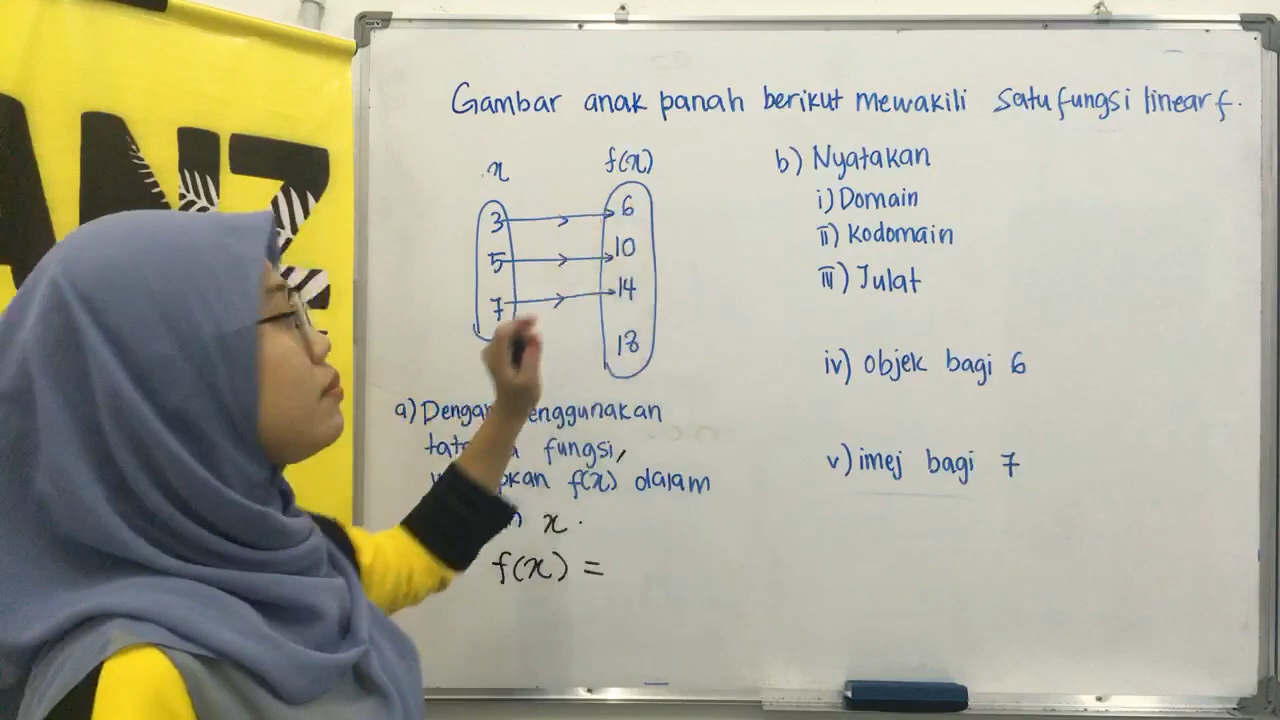 Gambar anak panah berikut mewakili satu fungsi linear f.
x f(x)
3 6
5 10
7 14
18
a) Dengan menggunakan
fungsi,
f(x) dalam
x.
f(x) =
b) Nyatakan
i) Domain
ii) Kodomain
iii) Julat
iv) objek bagi 6
v) imej bagi 7